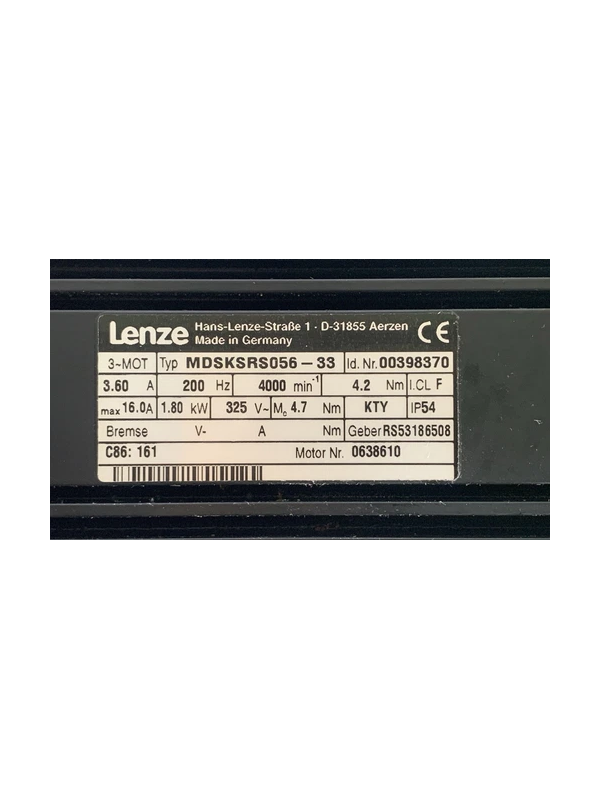 Lenze Hans-Lenze-Straße 1 · D-31855 Aerzen CE
Made in Germany
3~MOT Typ MDSKSRS056-33 Id. Nr. 00398370
3.60 A 200 Hz 4000 min⁻¹ 4.2 Nm I.CL F
max 16.0A 1.80 kW 325 V~ M₀ 4.7 Nm KTY IP54
Bremse V- A Nm Geber RS53186508
C86: 161 Motor Nr. 0638610